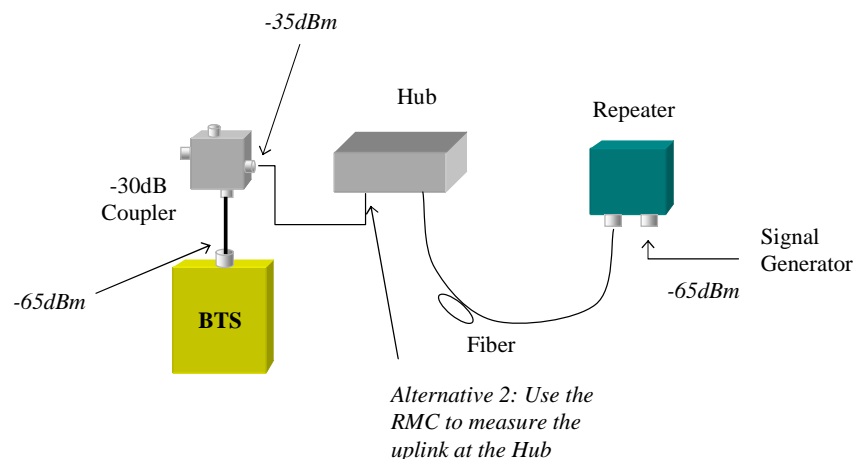 -35dBm
Hub
Repeater
-30dB
Coupler
Signal
Generator
-65dBm
-65dBm
BTS
Fiber
Alternative 2: Use the
RMC to measure the
uplink at the Hub